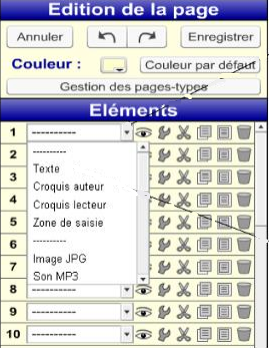 Edition de la page
Annuler Enregistrer
Couleur : Couleur par défaut
Gestion des pages-types
Eléments
1 ----------
2 ----------
3 Texte
4 Croquis auteur
Croquis lecteur
5 Zone de saisie
6 ----------
7 Image JPG
Son MP3
8 ----------
9 ----------
10 ----------